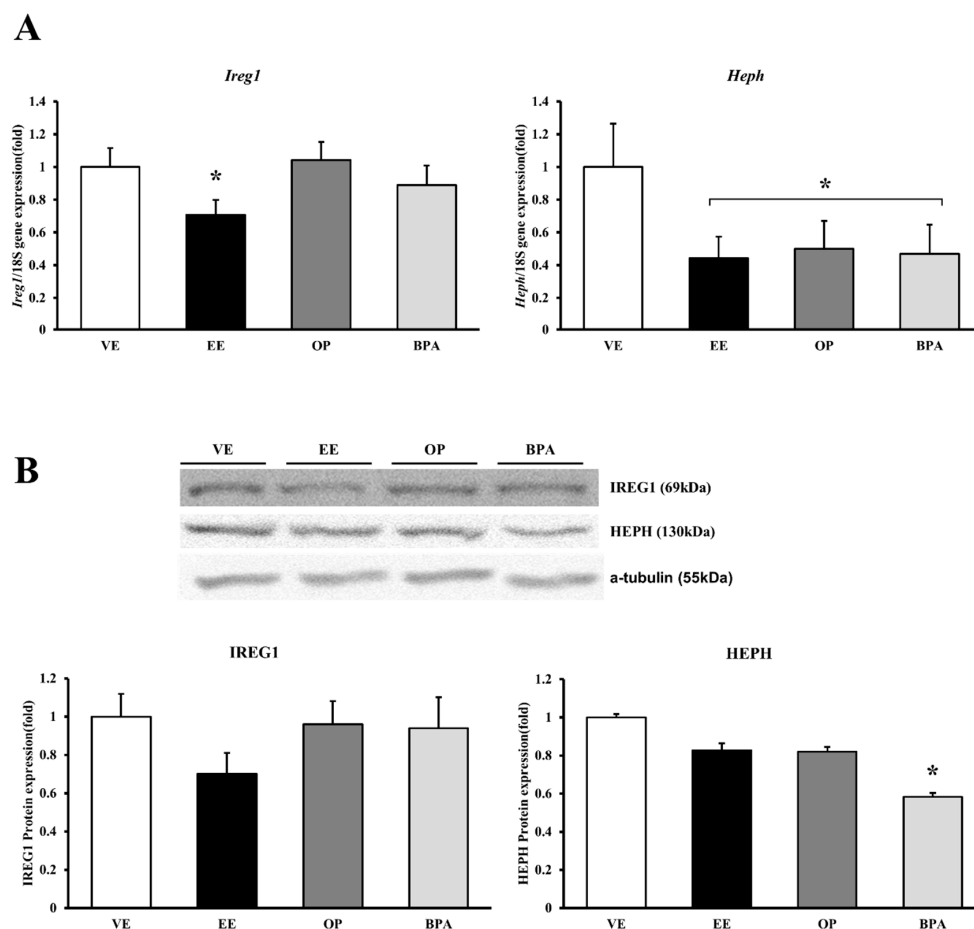 A
Ireg1
Heph
Ireg1/18S gene expression(fold)
1.4
1.2
1
0.8
0.6
0.4
0.2
0
*
VE EE OP BPA
Heph/18S gene expression(fold)
1.4
1.2
1
0.8
0.6
0.4
0.2
0
*
VE EE OP BPA
B
VE EE OP BPA
IREG1 (69kDa)
HEPH (130kDa)
a-tubulin (55kDa)
IREG1
IREG1 Protein expression(fold)
1.2
1
0.8
0.6
0.4
0.2
0
VE EE OP BPA
HEPH
HEPH Protein expression(fold)
1.2
1
0.8
0.6
0.4
0.2
0
*
VE EE OP BPA